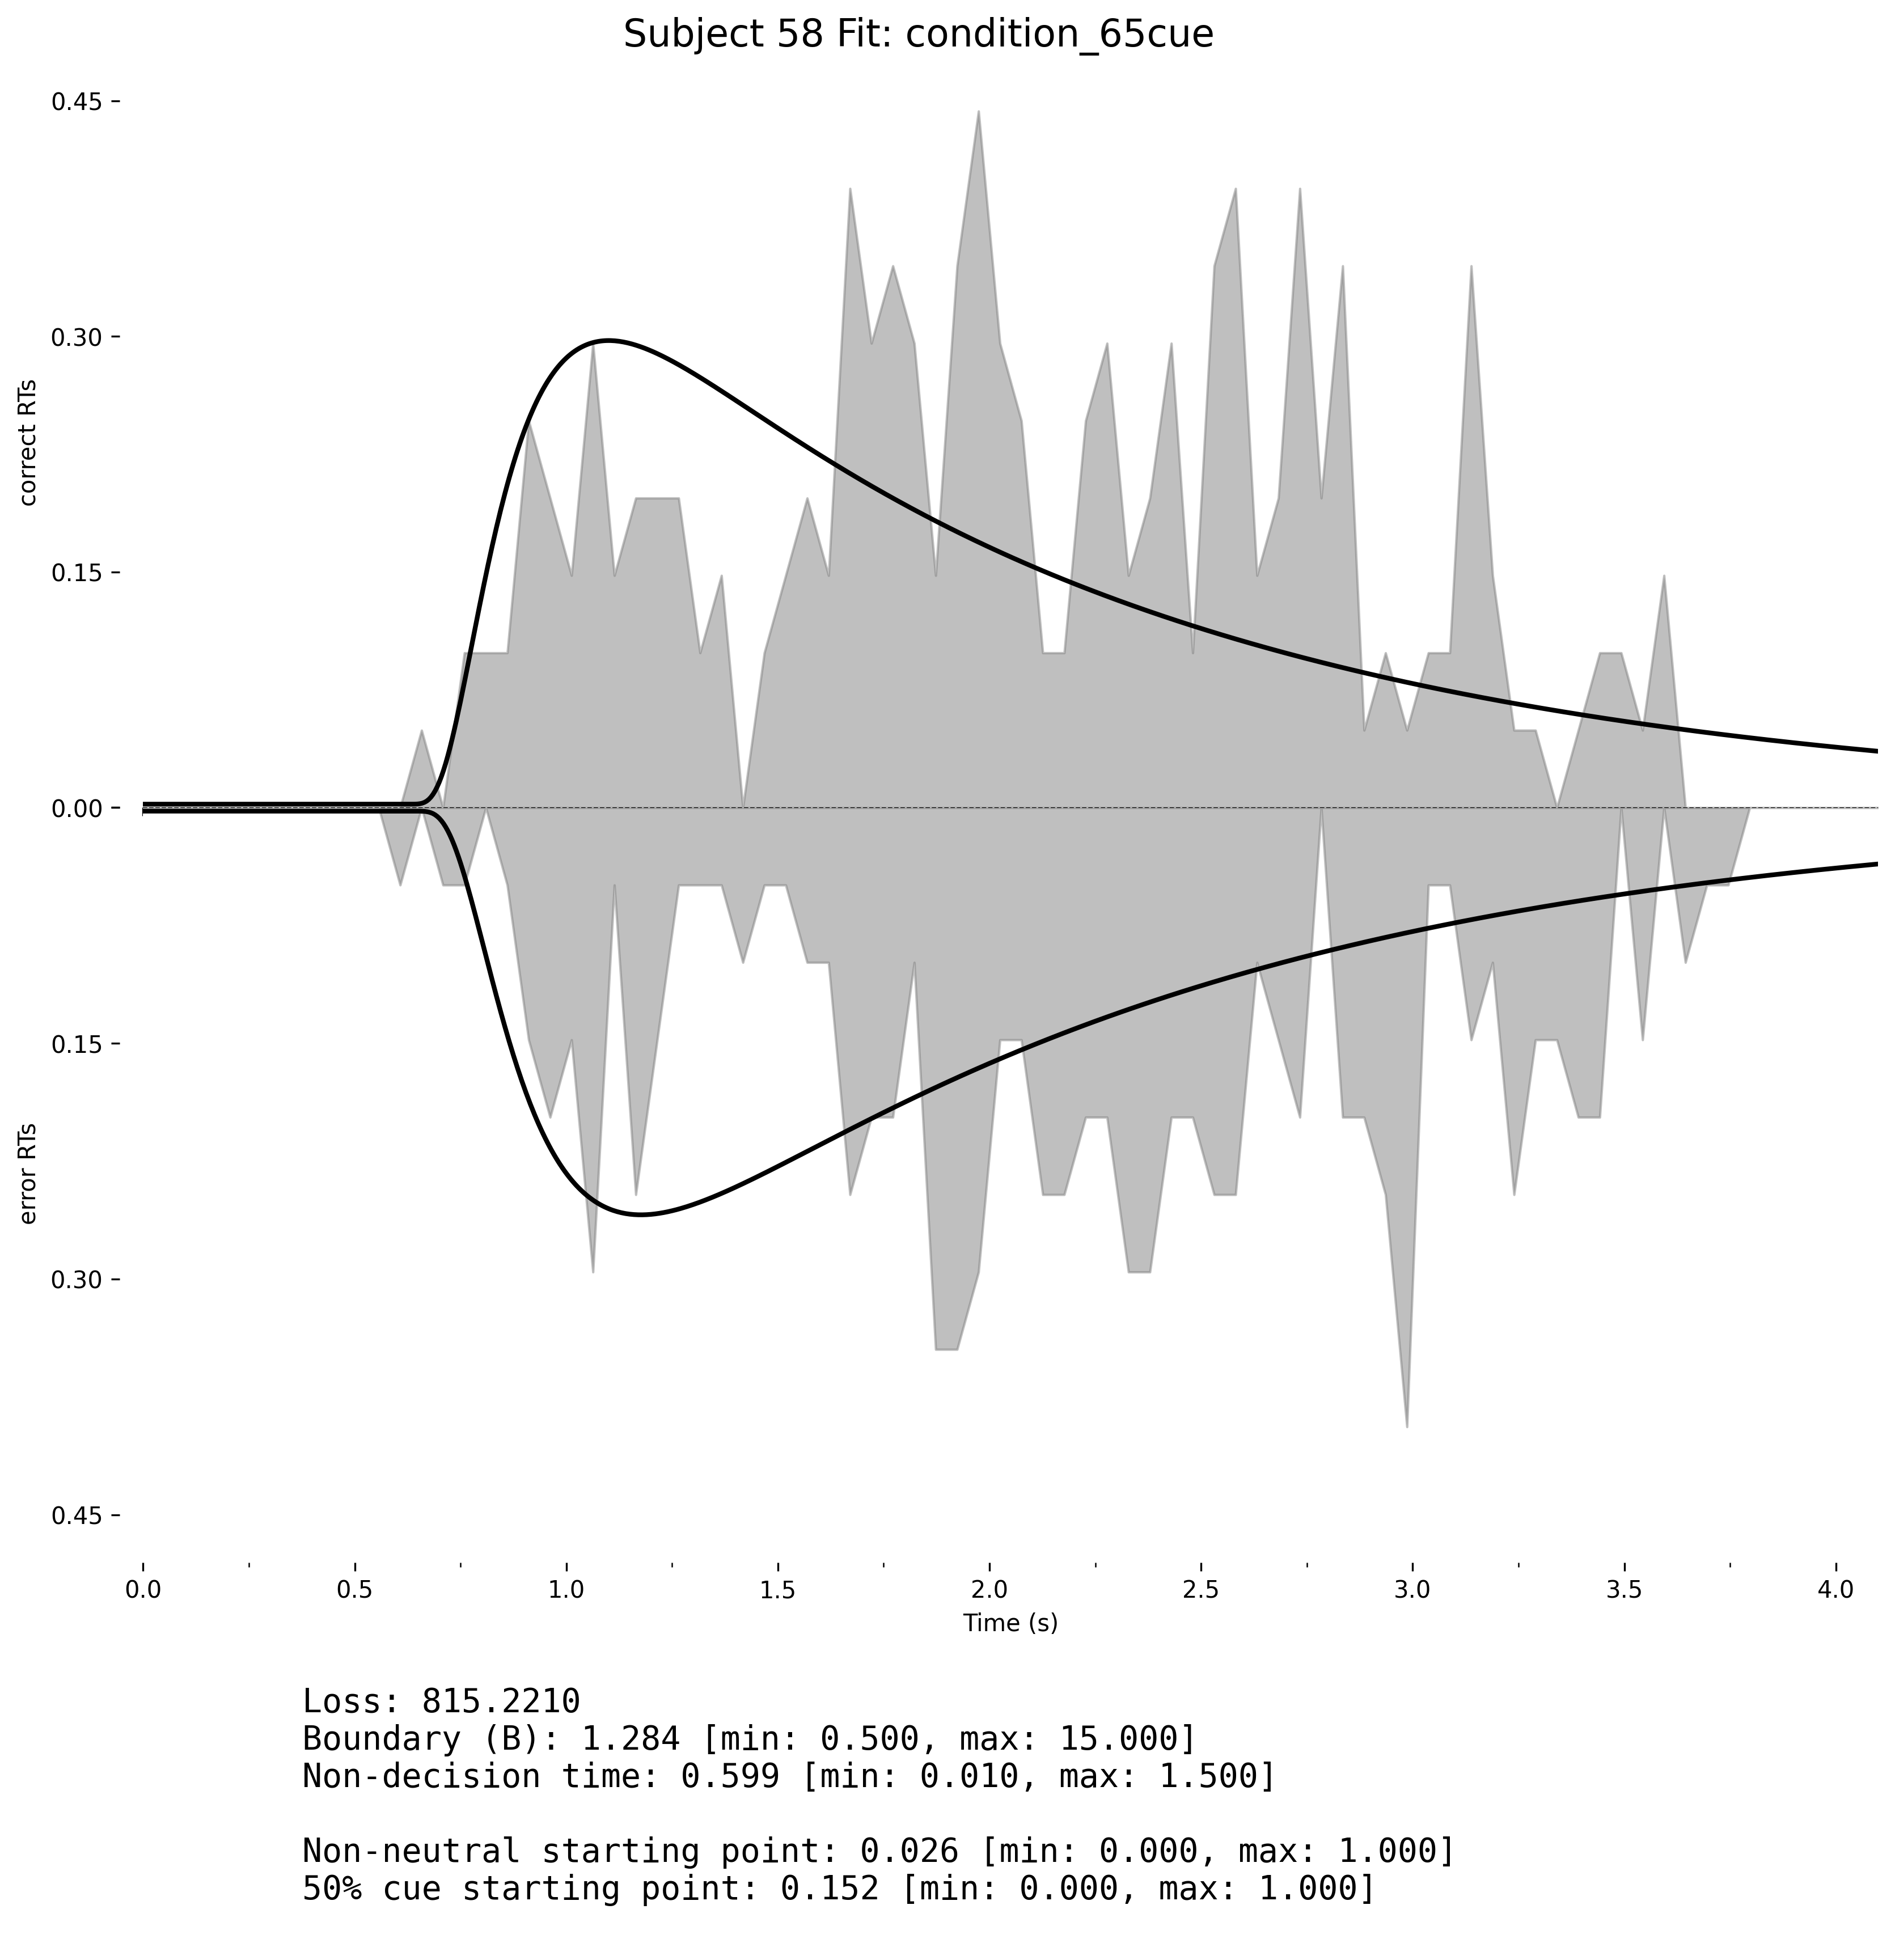 Subject 58 Fit: condition_65cue
0.45
0.30
0.15
0.00
0.15
0.30
0.45
correct RTs
error RTs
0.0 0.5 1.0 1.5 2.0 2.5 3.0 3.5 4.0
Time (s)
Loss: 815.2210
Boundary (B): 1.284 [min: 0.500, max: 15.000]
Non-decision time: 0.599 [min: 0.010, max: 1.500]
Non-neutral starting point: 0.026 [min: 0.000, max: 1.000]
50% cue starting point: 0.152 [min: 0.000, max: 1.000]